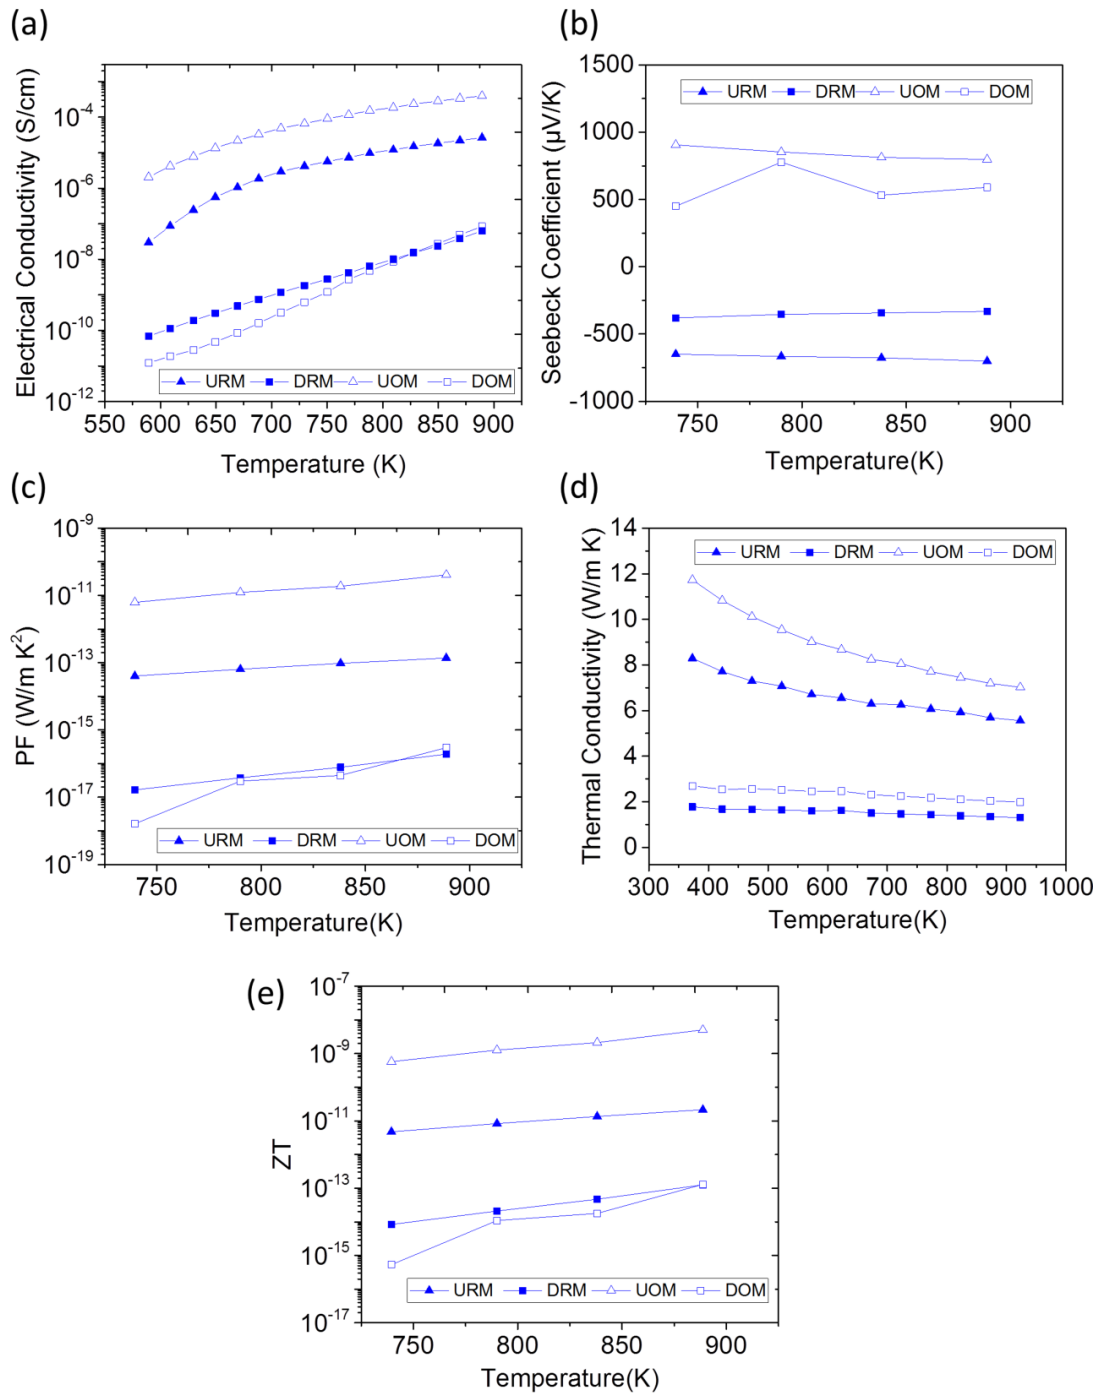 (a)
Electrical Conductivity (S/cm)
10^-4
10^-6
10^-8
10^-10
10^-12
URM DRM UOM DOM
550 600 650 700 750 800 850 900
Temperature (K)
(b)
Seebeck Coefficient (µV/K)
1500
1000
500
0
-500
-1000
URM DRM UOM DOM
750 800 850 900
Temperature(K)
(c)
PF (W/m K^2)
10^-9
10^-11
10^-13
10^-15
10^-17
10^-19
URM DRM UOM DOM
750 800 850 900
Temperature(K)
(d)
Thermal Conductivity (W/m K)
14
12
10
8
6
4
2
0
URM DRM UOM DOM
300 400 500 600 700 800 900 1000
Temperature(K)
(e)
ZT
10^-7
10^-9
10^-11
10^-13
10^-15
10^-17
URM DRM UOM DOM
750 800 850 900
Temperature(K)